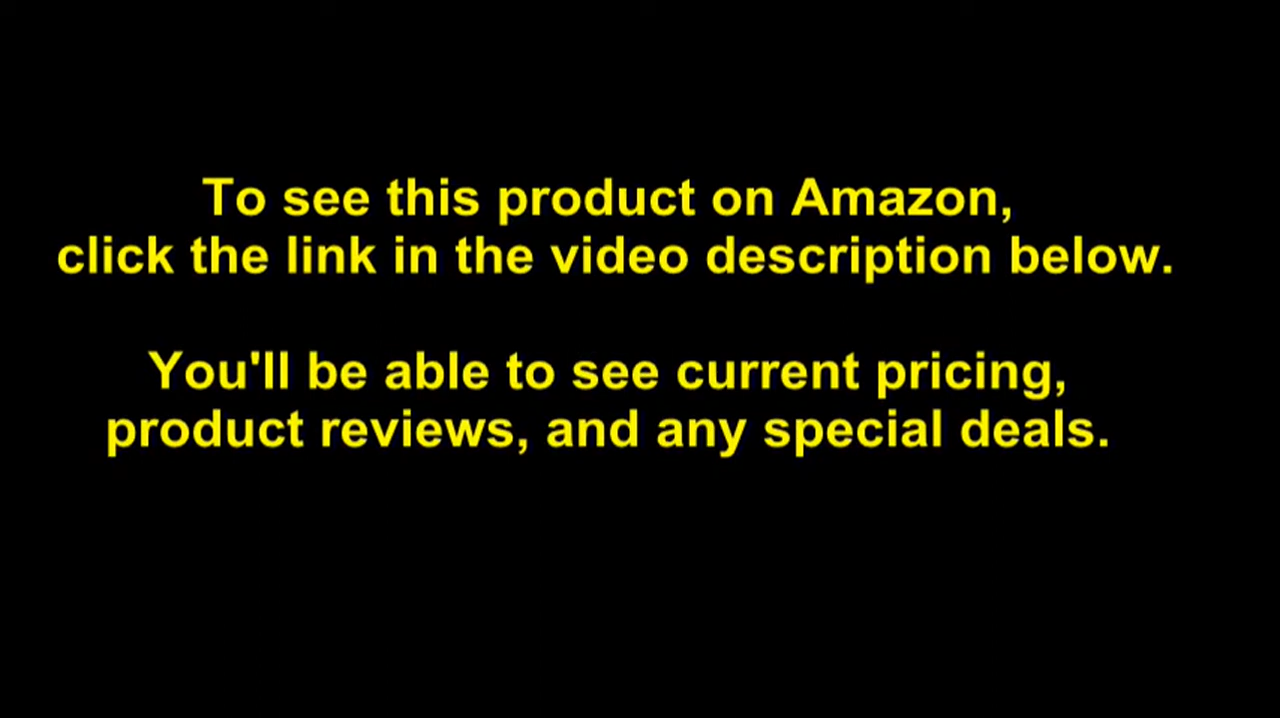 To see this product on Amazon,
click the link in the video description below.
You'll be able to see current pricing,
product reviews, and any special deals.